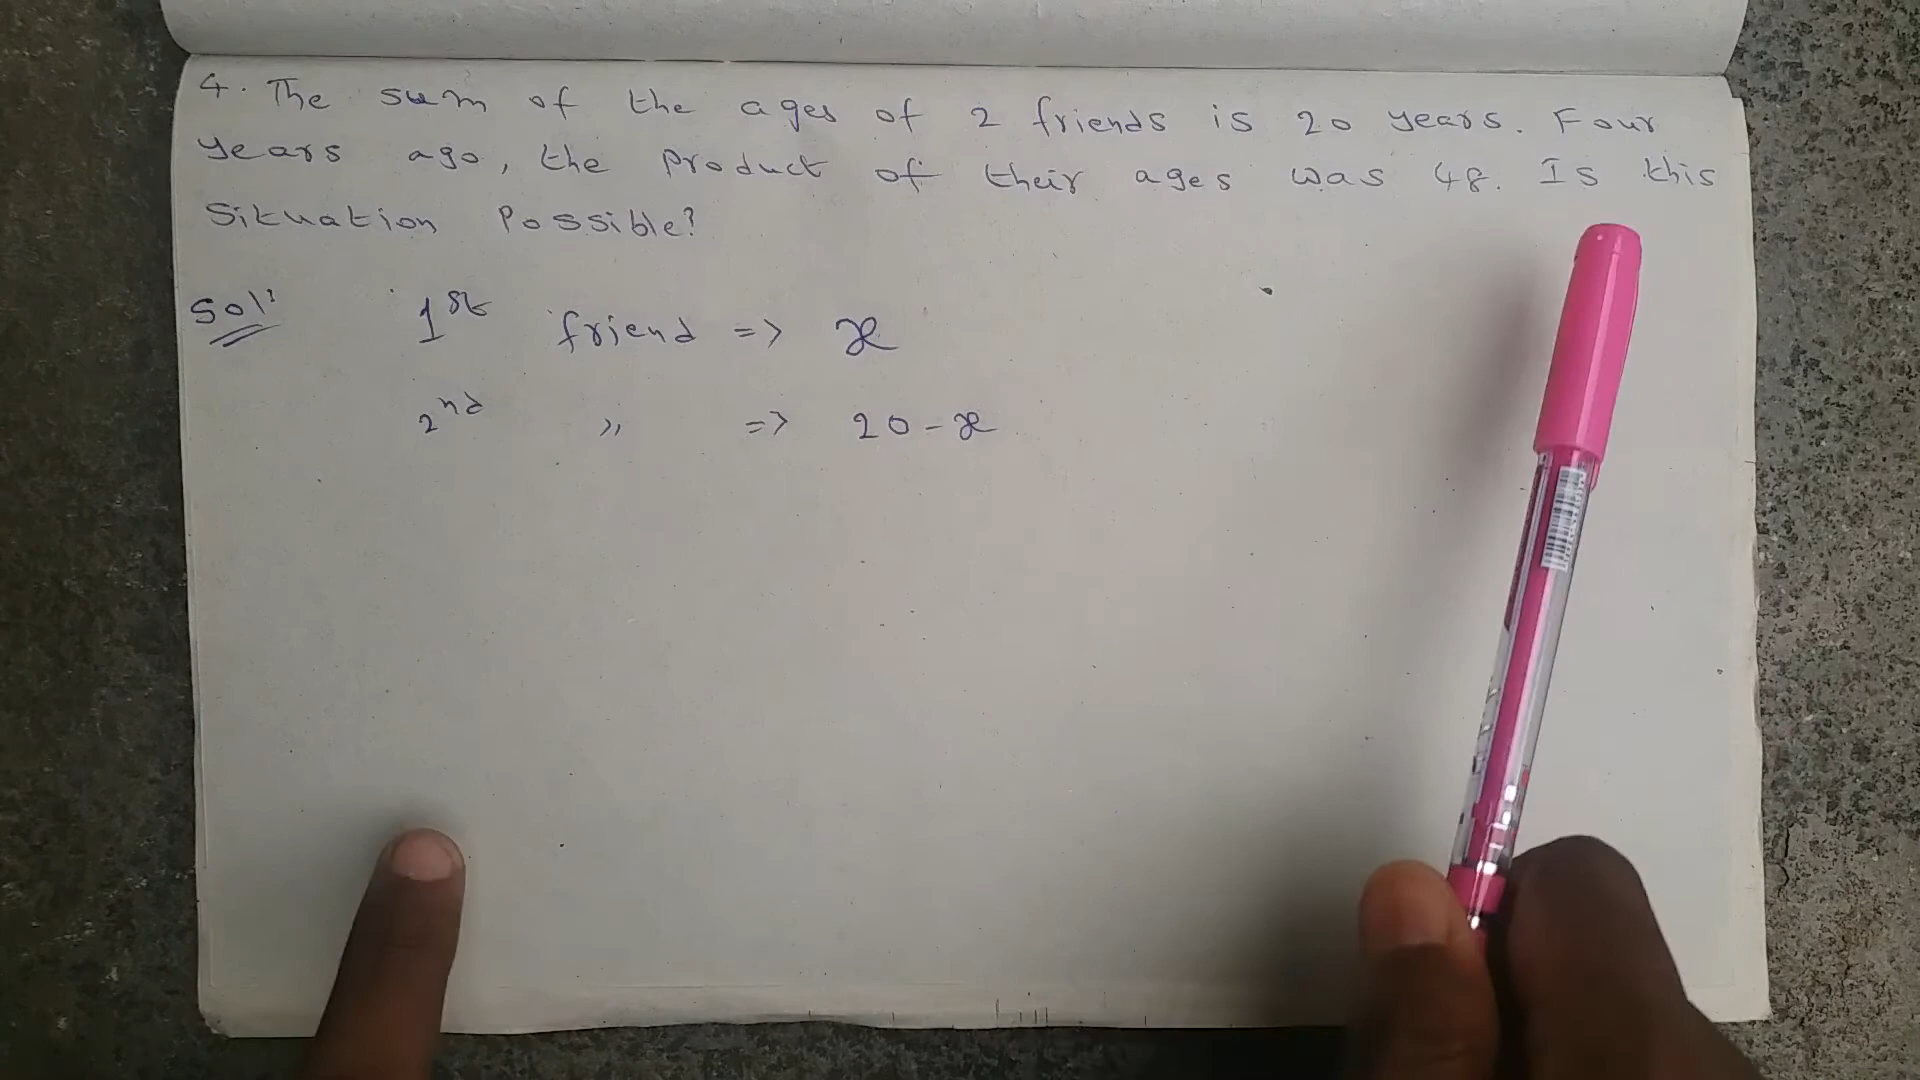 4. The sum of the ages of 2 friends is 20 years. Four
years ago, the product of their ages was 48. Is this
situation possible?
Sol:
1st friend => x
2nd ,, => 20-x